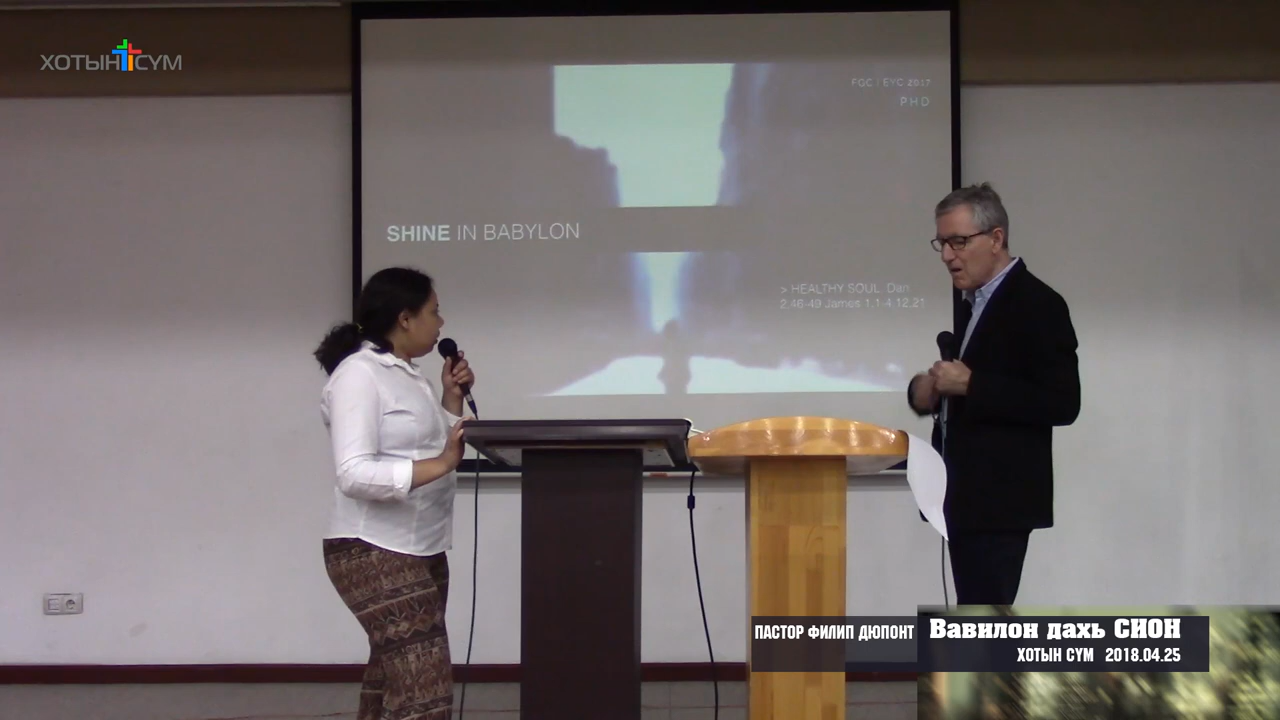 ХОТЫН СҮМ
FGC | EYC 2017
PHD
SHINE IN BABYLON
> HEALTHY SOUL. Dan
2,46-49 James 1,1-4.12.21
ПАСТОР ФИЛИП ДЮПОНТ
Вавилон дахь СИОН
ХОТЫН СҮМ 2018.04.25